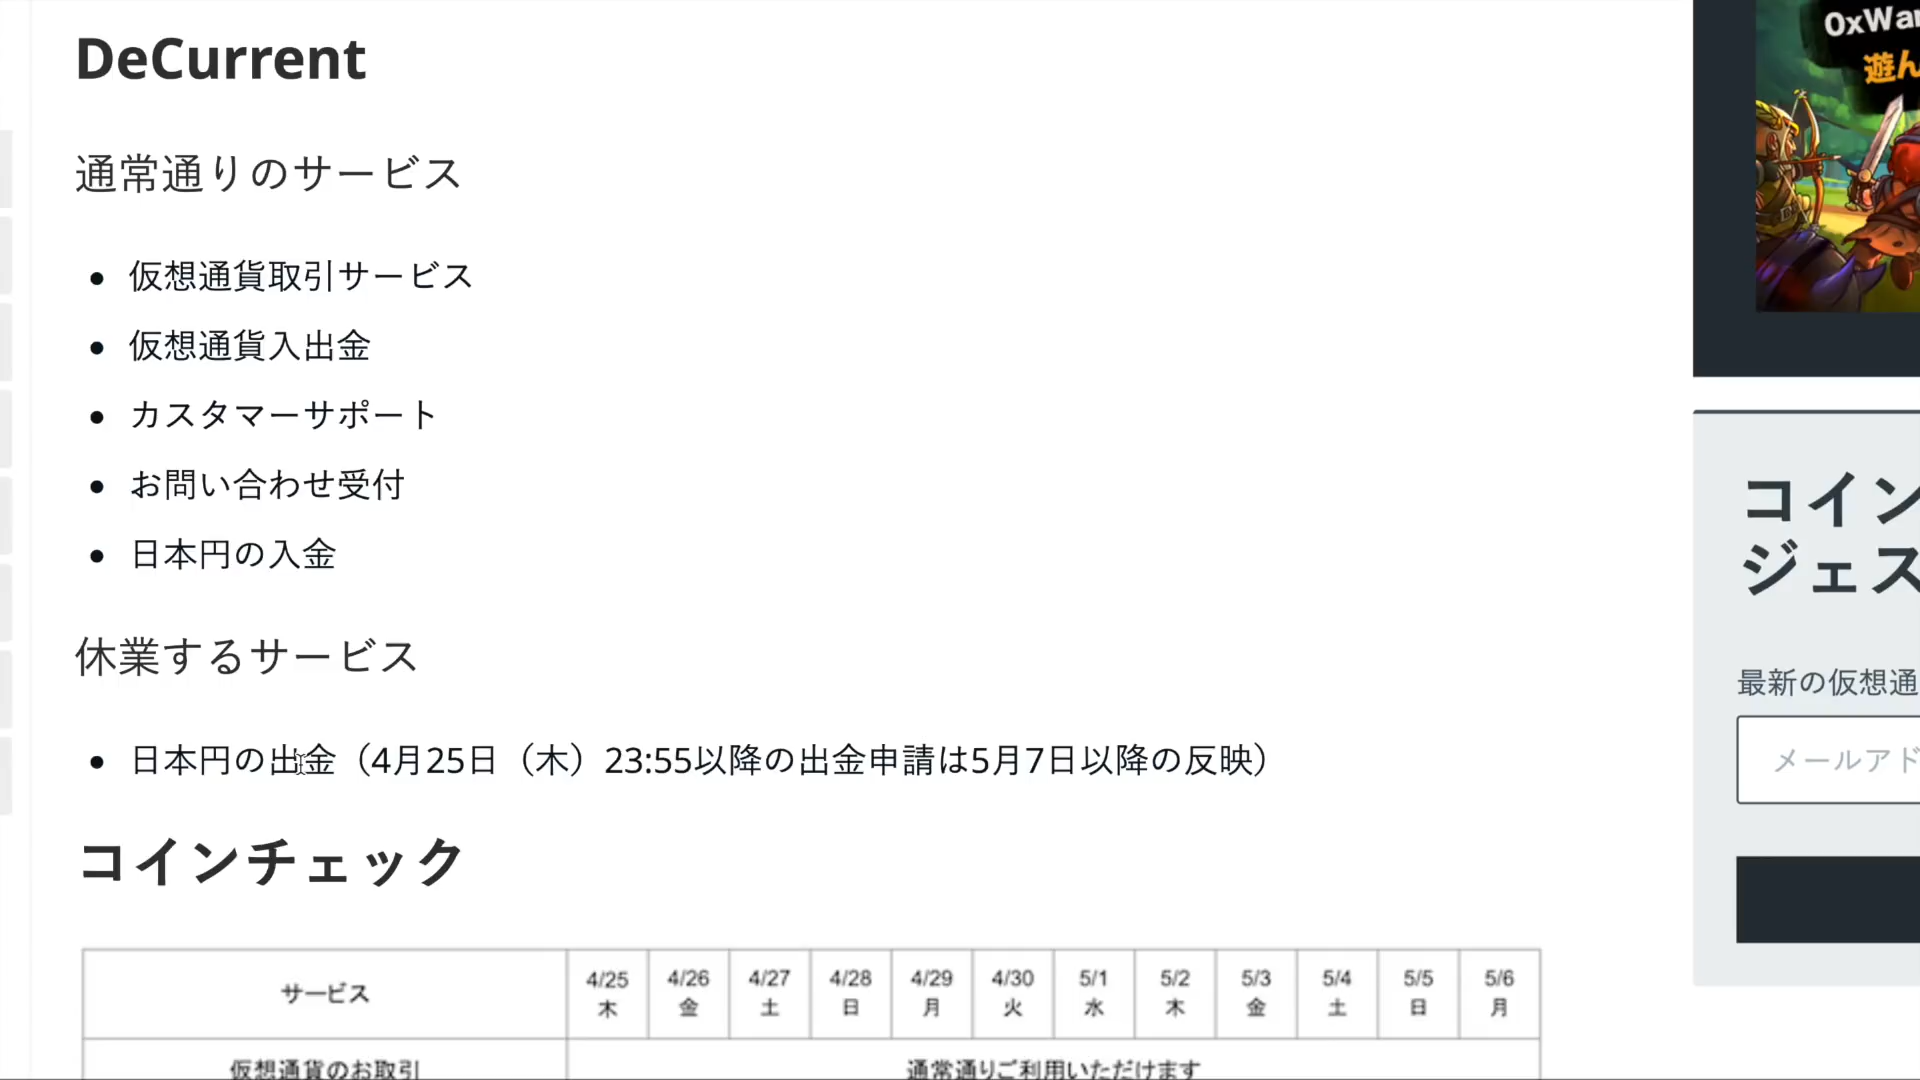 DeCurrent
通常通りのサービス
仮想通貨取引サービス
仮想通貨入出金
カスタマーサポート
お問い合わせ受付
日本円の入金
休業するサービス
日本円の出金（4月25日（木）23:55以降の出金申請は5月7日以降の反映）
コインチェック
サービス 4/25 4/26 4/27 4/28 4/29 4/30 5/1 5/2 5/3 5/4 5/5 5/6
木 金 土 日 月 火 水 木 金 土 日 月
仮想通貨のお取引 通常通りご利用いただけます
0xWar
遊ん
コイン
ジェス
最新の仮想通
メールアド